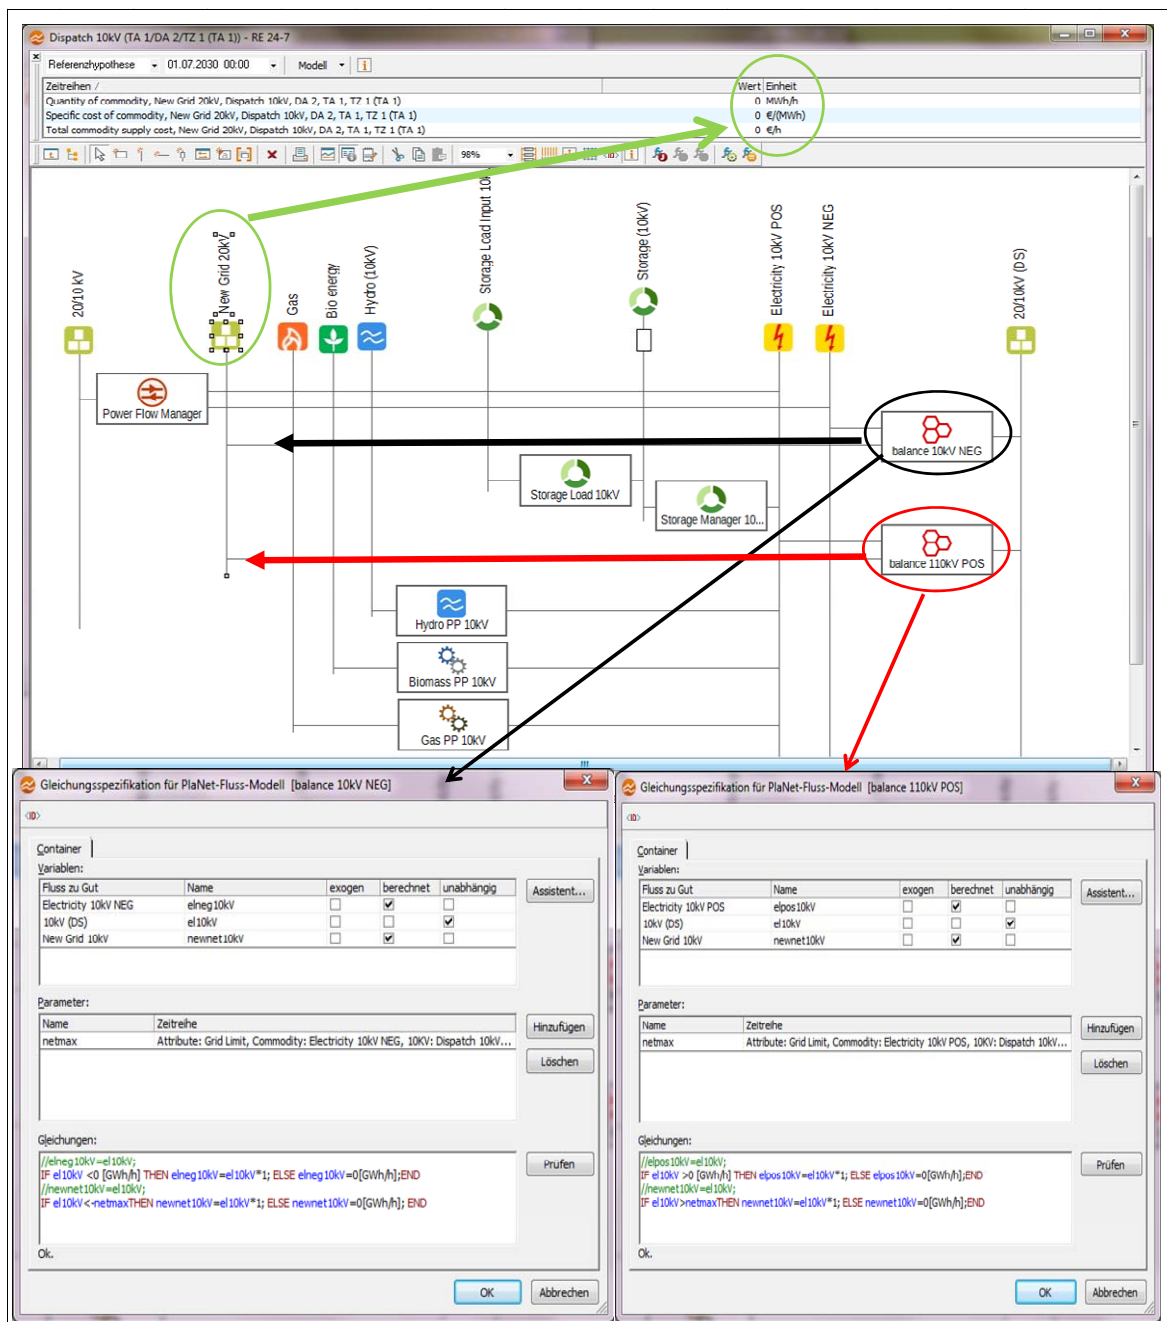 Dispatch 10kV (TA 1/DA 2/TZ 1 (TA 1)) - RE 24-7
Referenzhypothese 01.07.2030 00:00 Modell
Zeitreihen / Wert Einheit
Quantity of commodity, New Grid 20kV, Dispatch 10kV, DA 2, TA 1, TZ 1 (TA 1) 0 MWh/h
Specific cost of commodity, New Grid 20kV, Dispatch 10kV, DA 2, TA 1, TZ 1 (TA 1) 0 €/(MWh)
Total commodity supply cost, New Grid 20kV, Dispatch 10kV, DA 2, TA 1, TZ 1 (TA 1) 0 €/h
98%
20/10 kV
New Grid 20kV
Gas
Bio energy
Hydro (10kV)
Storage Load Input 10k
Storage (10kV)
Electricity 10kV POS
Electricity 10kV NEG
20/10kV (DS)
Power Flow Manager
balance 10kV NEG
Storage Load 10kV
Storage Manager 10...
balance 110kV POS
Hydro PP 10kV
Biomass PP 10kV
Gas PP 10kV
Gleichungsspezifikation für PlaNet-Fluss-Modell [balance 10kV NEG]
Container
Variablen:
Fluss zu Gut Name exogen berechnet unabhängig
Electricity 10kV NEG elneg10kV
10kV (DS) el10kV
New Grid 10kV newnet10kV
Assistent...
Parameter:
Name Zeitreihe
netmax Attribute: Grid Limit, Commodity: Electricity 10kV NEG, 10KV: Dispatch 10kV...
Hinzufügen
Löschen
Gleichungen:
//elneg10kV=el10kV;
IF el10kV <0 [GWh/h] THEN elneg10kV=el10kV*1; ELSE elneg10kV=0[GWh/h];END
//newnet10kV=el10kV;
IF el10kV<-netmaxTHEN newnet10kV=el10kV*1; ELSE newnet10kV=0[GWh/h]; END
Prüfen
Ok.
OK Abbrechen
Gleichungsspezifikation für PlaNet-Fluss-Modell [balance 110kV POS]
Container
Variablen:
Fluss zu Gut Name exogen berechnet unabhängig
Electricity 10kV POS elpos10kV
10kV (DS) el10kV
New Grid 10kV newnet10kV
Assistent...
Parameter:
Name Zeitreihe
netmax Attribute: Grid Limit, Commodity: Electricity 10kV POS, 10KV: Dispatch 10kV...
Hinzufügen
Löschen
Gleichungen:
//elpos10kV=el10kV;
IF el10kV >0 [GWh/h] THEN elpos10kV=el10kV*1; ELSE elpos10kV=0[GWh/h];END
//newnet10kV=el10kV;
IF el10kV>netmaxTHEN newnet10kV=el10kV*1; ELSE newnet10kV=0[GWh/h]; END
Prüfen
Ok.
OK Abbrechen